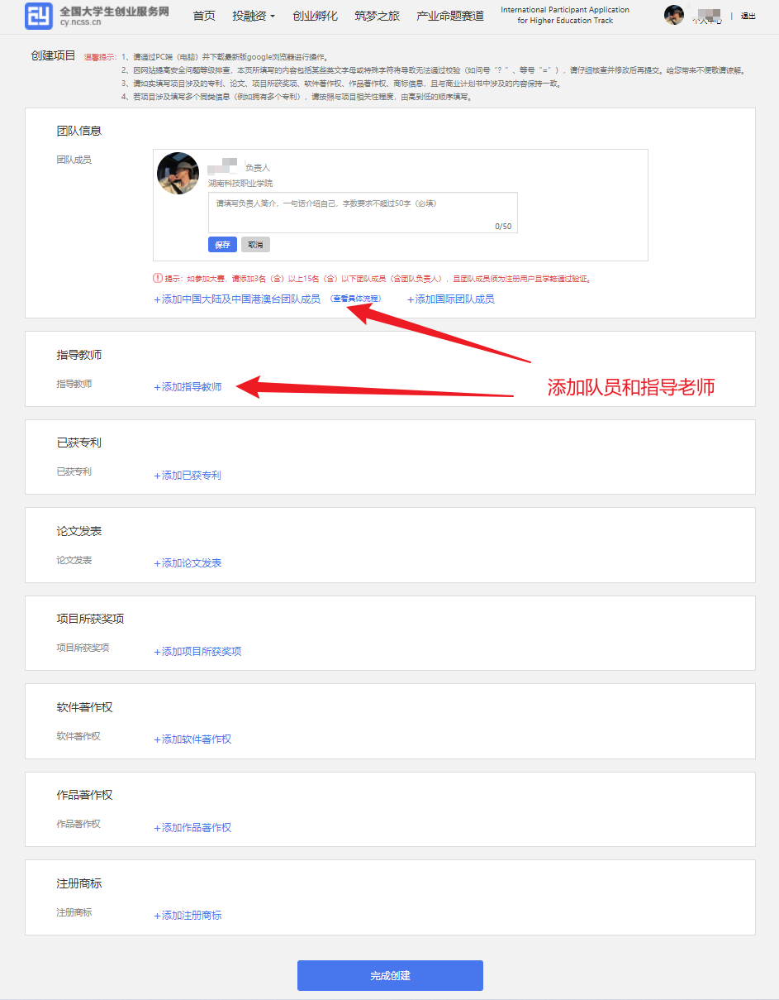 全国大学生创业服务网
cy.ncss.cn
首页 投融资 创业孵化 筑梦之旅 产业命题赛道
International Participant Application
for Higher Education Track
个人中心 | 退出
创建项目 温馨提示：1、请通过PC端（电脑）并下载最新版google浏览器进行操作。
2、因网站提高安全问题等级排查，本页所填写的内容包括某些英文字母或特殊字符将导致无法通过校验（如问号“？”、等号“=”），请仔细核查并修改后再提交。给您带来不便敬请谅解。
3、请如实填写项目涉及的专利、论文、项目所获奖项、软件著作权、作品著作权、商标信息，且与商业计划书中涉及的内容保持一致。
4、若项目涉及填写多个同类信息（例如拥有多个专利），请按照与项目相关性程度，由高到低的顺序填写。
团队信息
团队成员
负责人
湖南科技职业学院
请填写负责人简介，一句话介绍自己，字数要求不超过50字（必填）
0/50
保存 取消
提示：如参加大赛，请添加3名（含）以上15名（含）以下团队成员（含团队负责人），且团队成员须为注册用户且学籍通过验证。
+添加中国大陆及中国港澳台团队成员 （查看具体流程） +添加国际团队成员
指导教师
指导教师 +添加指导教师
添加队员和指导老师
已获专利
已获专利 +添加已获专利
论文发表
论文发表 +添加论文发表
项目所获奖项
项目所获奖项 +添加项目所获奖项
软件著作权
软件著作权 +添加软件著作权
作品著作权
作品著作权 +添加作品著作权
注册商标
注册商标 +添加注册商标
完成创建